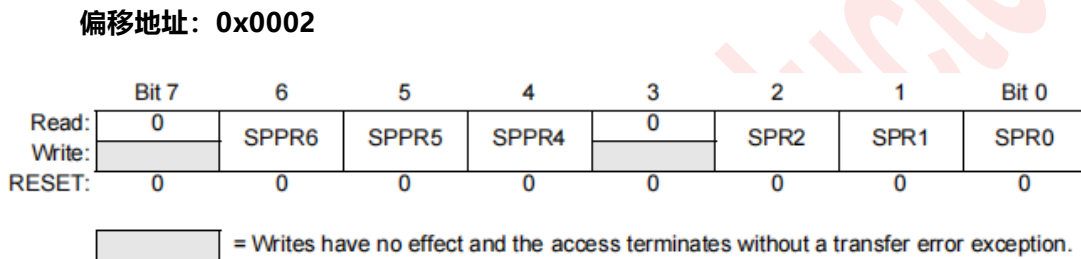 偏移地址：0x0002
Bit 7 6 5 4 3 2 1 Bit 0
Read: 0 SPPR6 SPPR5 SPPR4 0 SPR2 SPR1 SPR0
Write:
RESET: 0 0 0 0 0 0 0 0
= Writes have no effect and the access terminates without a transfer error exception.